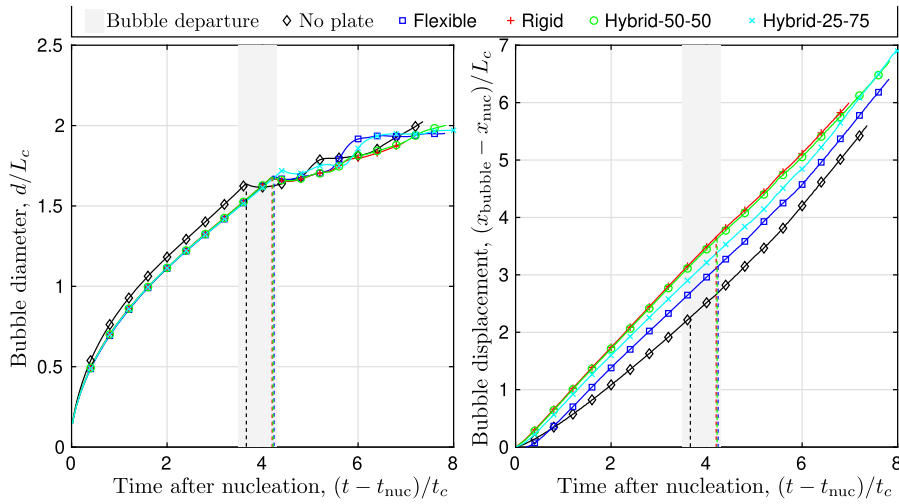 Bubble departure No plate Flexible Rigid Hybrid-50-50 Hybrid-25-75
2.5
2
1.5
1
0.5
0
0 2 4 6 8
Bubble diameter, d/L_c
Time after nucleation, (t − t_nuc)/t_c
7
6
5
4
3
2
1
0
0 2 4 6 8
Bubble displacement, (x_bubble − x_nuc)/L_c
Time after nucleation, (t − t_nuc)/t_c